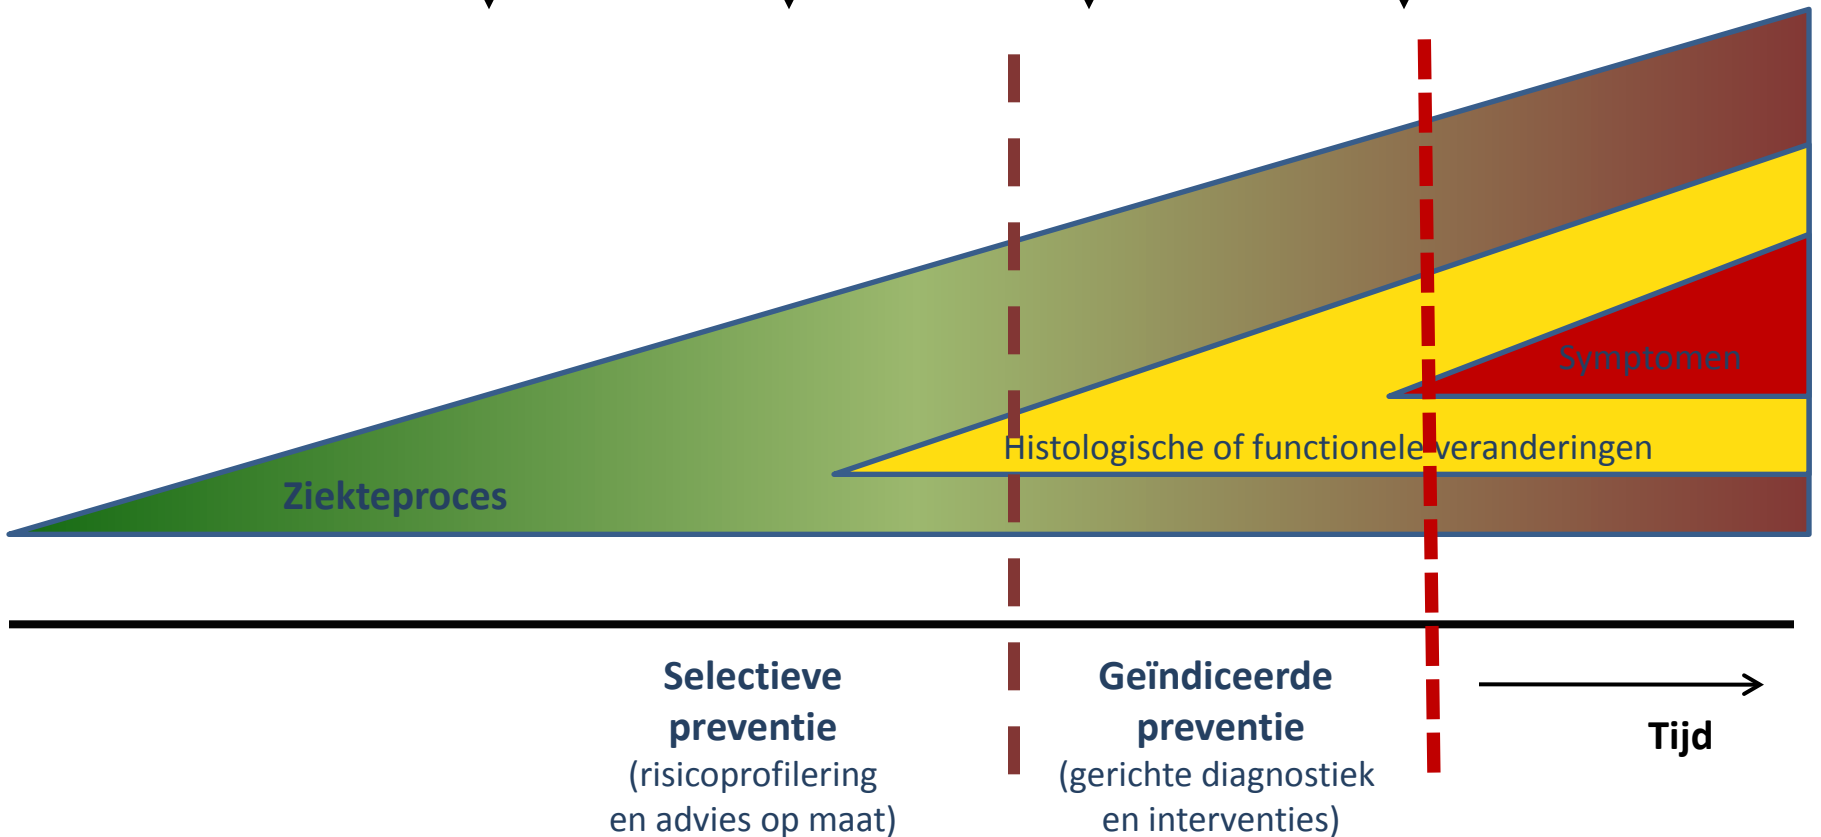 Symptomen
Histologische of functionele veranderingen
Ziekteproces
Selectieve
preventie
(risicoprofilering
en advies op maat)
Geïndiceerde
preventie
(gerichte diagnostiek
en interventies)
Tijd